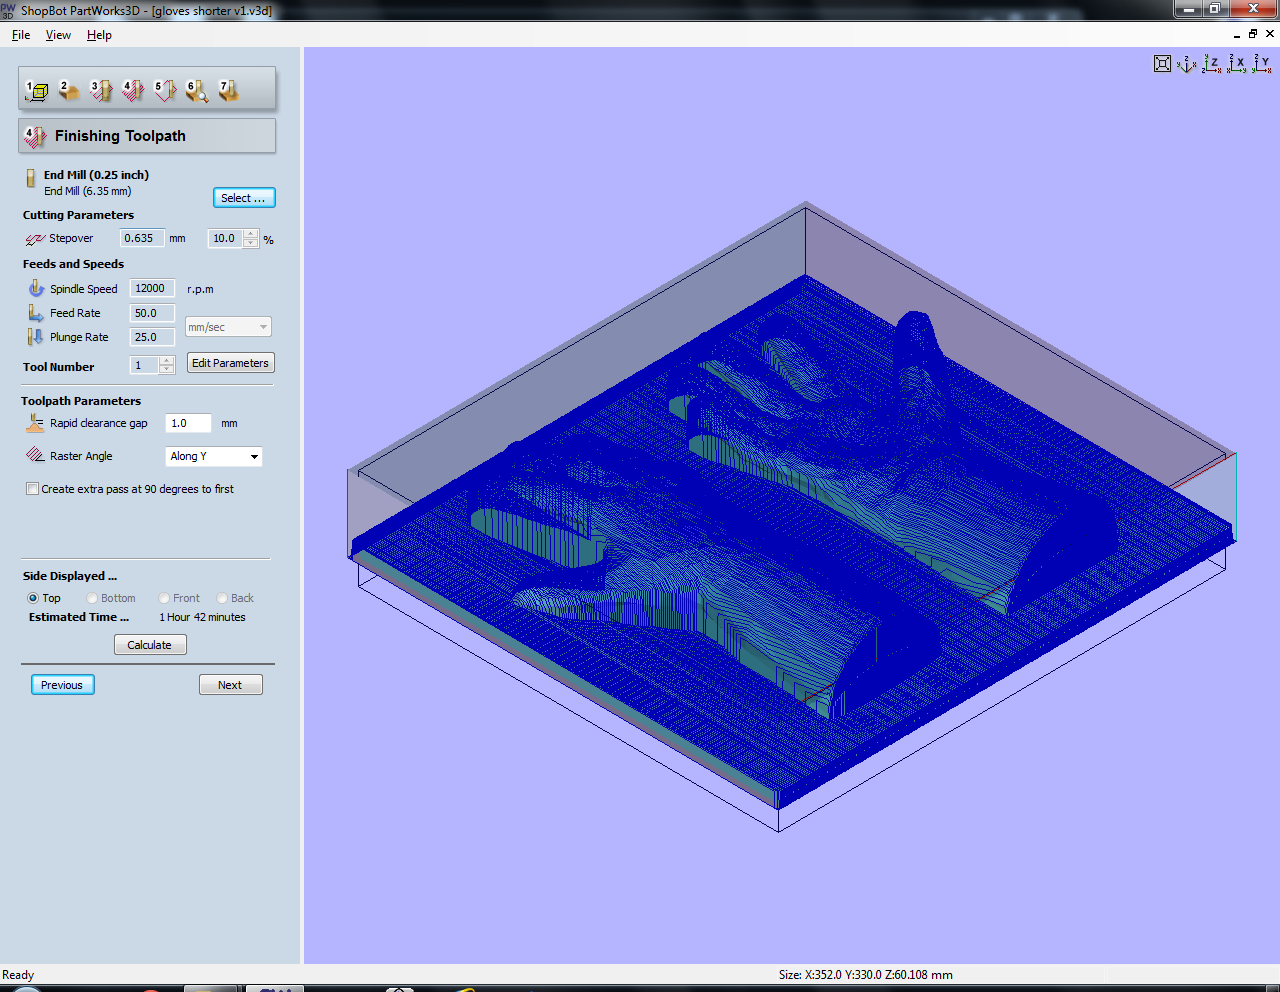 PW 3D ShopBot PartWorks3D - [gloves shorter v1.v3d]
File View Help
1 2 3 4 5 6 7
4 Finishing Toolpath
End Mill (0.25 inch)
End Mill (6.35 mm)
Select ...
Cutting Parameters
Stepover 0.635 mm 10.0 %
Feeds and Speeds
Spindle Speed 12000 r.p.m
Feed Rate 50.0
mm/sec
Plunge Rate 25.0
Tool Number 1 Edit Parameters
Toolpath Parameters
Rapid clearance gap 1.0 mm
Raster Angle Along Y
Create extra pass at 90 degrees to first
Side Displayed ...
Top Bottom Front Back
Estimated Time ... 1 Hour 42 minutes
Calculate
Previous Next
Ready Size: X:352.0 Y:330.0 Z:60.108 mm